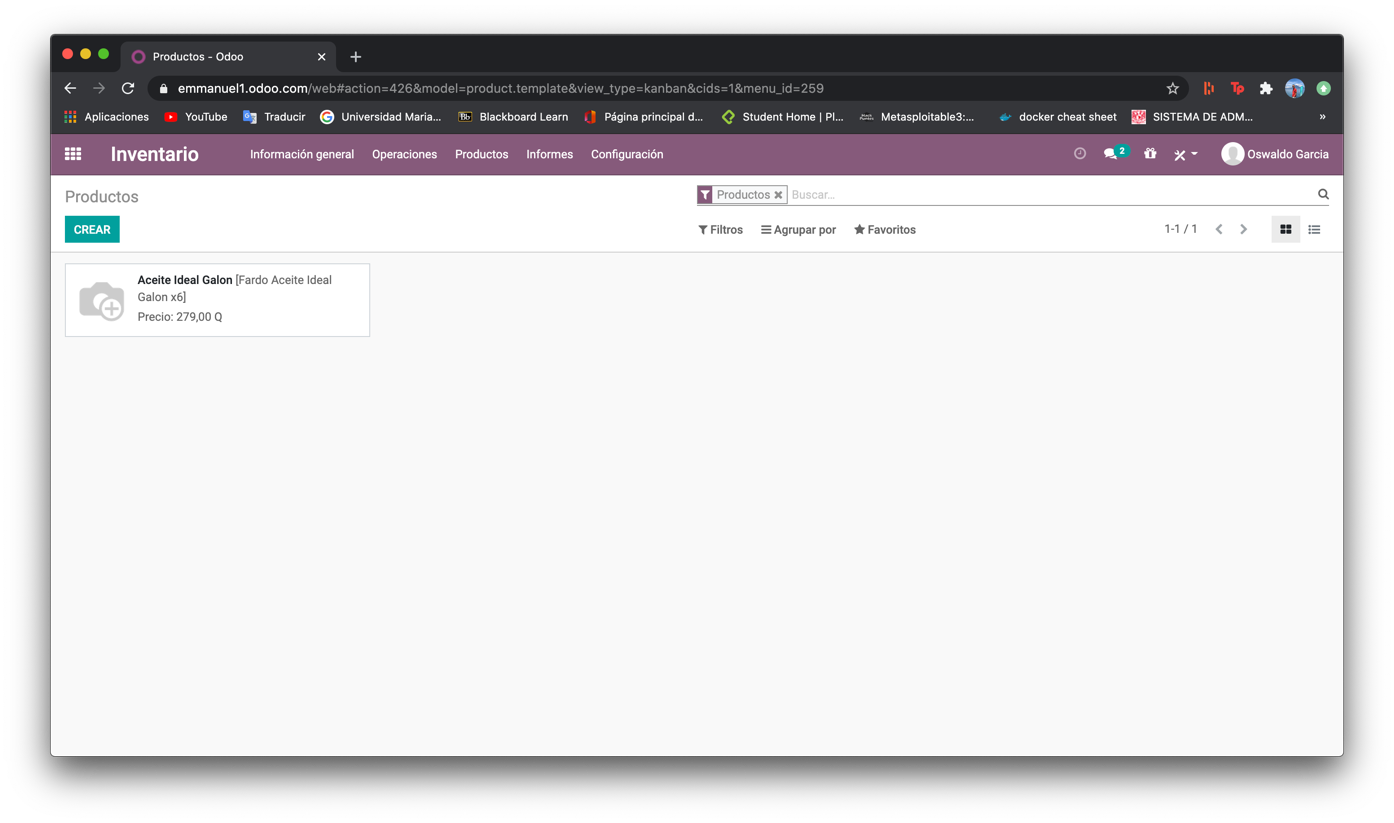 Productos - Odoo
emmanuel1.odoo.com/web#action=426&model=product.template&view_type=kanban&cids=1&menu_id=259
Aplicaciones YouTube Traducir Universidad Maria... Blackboard Learn Página principal d... Student Home | Pl... Metasploitable3:... docker cheat sheet SISTEMA DE ADM... »
Inventario Información general Operaciones Productos Informes Configuración 2 Oswaldo Garcia
Productos
Productos Buscar...
CREAR
Filtros Agrupar por Favoritos 1-1 / 1
Aceite Ideal Galon [Fardo Aceite Ideal
Galon x6]
Precio: 279,00 Q